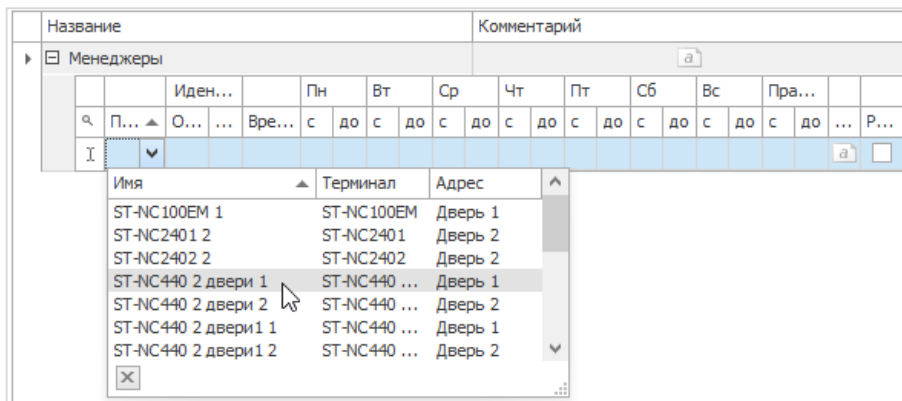 Название Комментарий
Менеджеры a
Иден... Пн Вт Ср Чт Пт Сб Вс Пра...
П... О... ... Вре... с до с до с до с до с до с до с до с до ... Р...
a
Имя Терминал Адрес
ST-NC100EM 1 ST-NC100EM Дверь 1
ST-NC2401 2 ST-NC2401 Дверь 2
ST-NC2402 2 ST-NC2402 Дверь 2
ST-NC440 2 двери 1 ST-NC440 ... Дверь 1
ST-NC440 2 двери 2 ST-NC440 ... Дверь 2
ST-NC440 2 двери1 1 ST-NC440 ... Дверь 1
ST-NC440 2 двери1 2 ST-NC440 ... Дверь 2